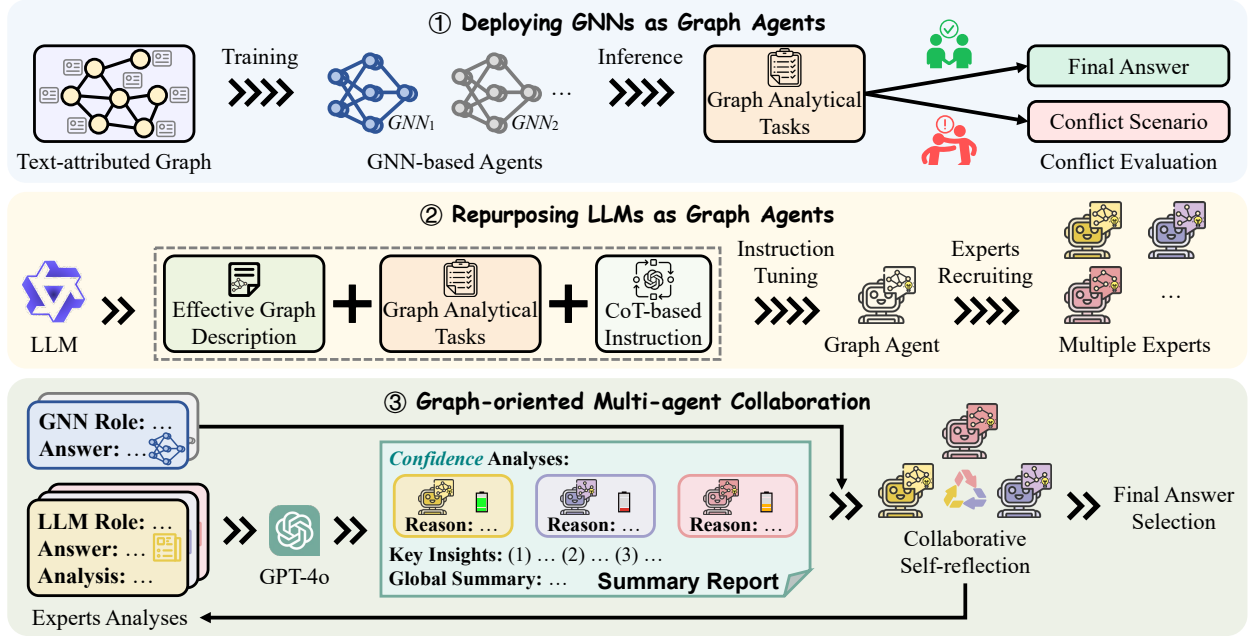 ① Deploying GNNs as Graph Agents
Training
Inference
GNN₁
GNN₂
…
Graph Analytical
Tasks
Final Answer
Conflict Scenario
Text-attributed Graph
GNN-based Agents
Conflict Evaluation
② Repurposing LLMs as Graph Agents
LLM
Effective Graph
Description
+
Graph Analytical
Tasks
+
CoT-based
Instruction
Instruction
Tuning
Graph Agent
Experts
Recruiting
…
Multiple Experts
③ Graph-oriented Multi-agent Collaboration
GNN Role: …
Answer: …
LLM Role: …
Answer: …
Analysis: …
Experts Analyses
GPT-4o
Confidence Analyses:
Reason: …
Reason: …
Reason: …
Key Insights: (1) … (2) … (3) …
Global Summary: …
Summary Report
Collaborative
Self-reflection
Final Answer
Selection